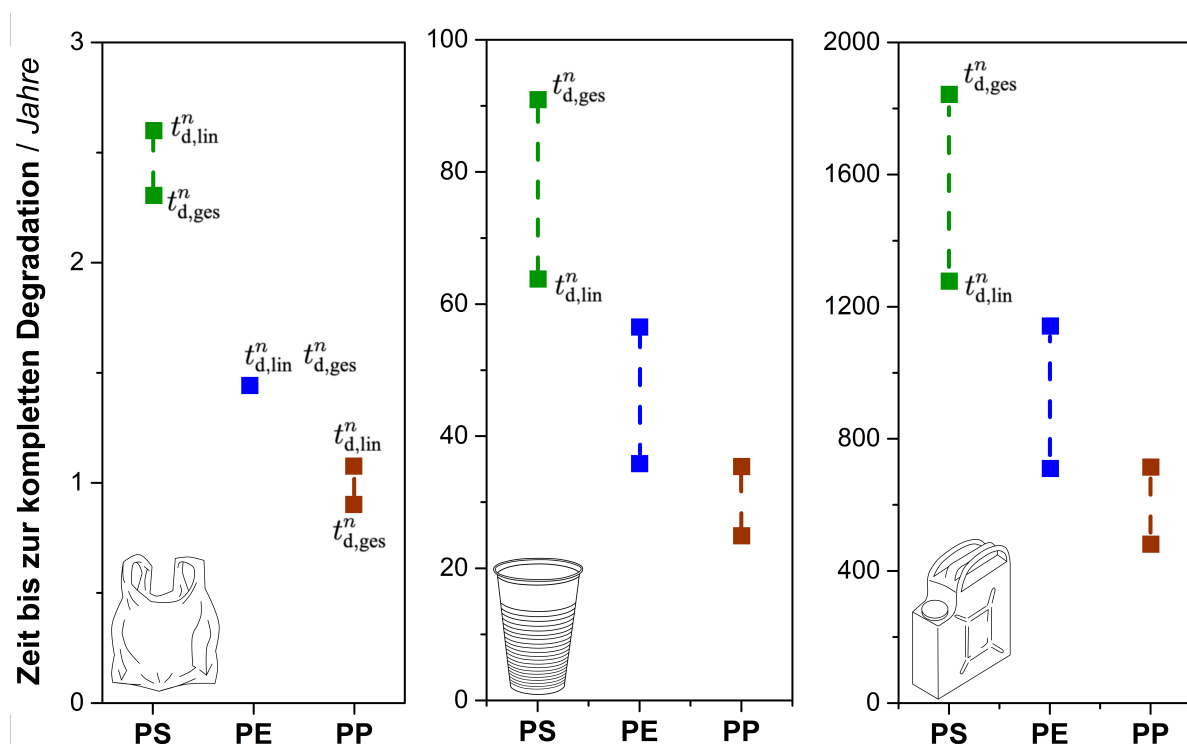 Zeit bis zur kompletten Degradation / Jahre
3
2
1
0
t^n_d,lin
t^n_d,ges
t^n_d,lin t^n_d,ges
t^n_d,lin
t^n_d,ges
PS PE PP
100
80
60
40
20
0
t^n_d,ges
t^n_d,lin
PS PE PP
2000
1600
1200
800
400
0
t^n_d,ges
t^n_d,lin
PS PE PP